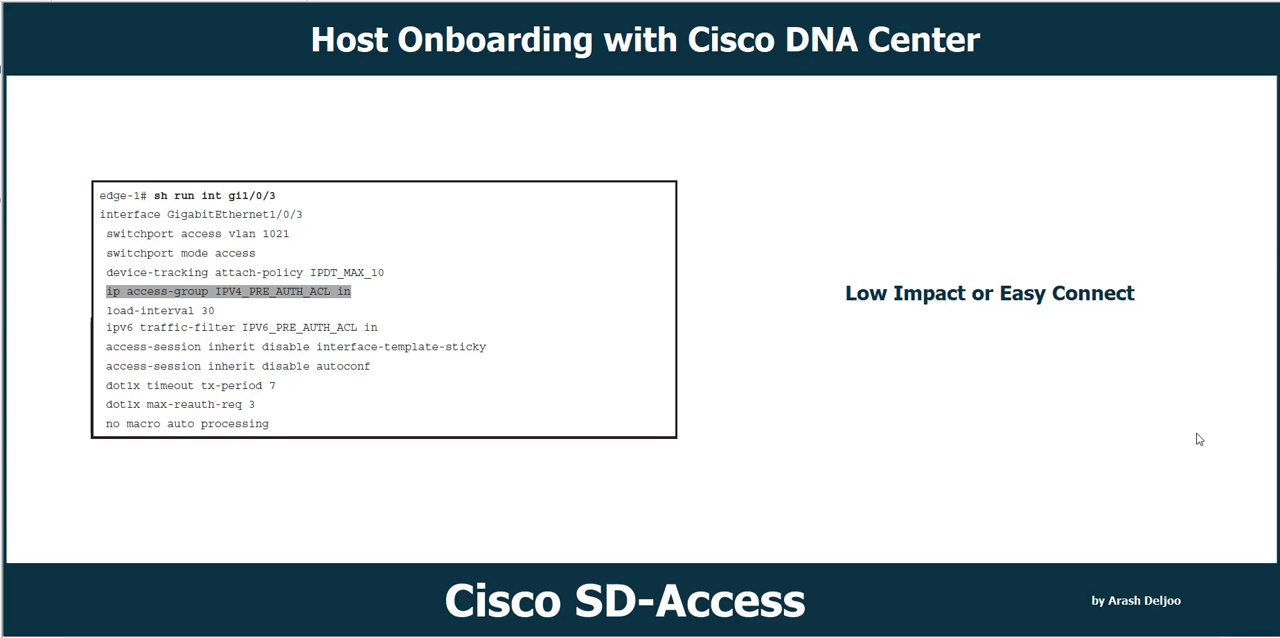 Host Onboarding with Cisco DNA Center
edge-1# sh run int gi1/0/3
interface GigabitEthernet1/0/3
switchport access vlan 1021
switchport mode access
device-tracking attach-policy IPDT_MAX_10
ip access-group IPV4_PRE_AUTH_ACL in
load-interval 30
ipv6 traffic-filter IPV6_PRE_AUTH_ACL in
access-session inherit disable interface-template-sticky
access-session inherit disable autoconf
dot1x timeout tx-period 7
dot1x max-reauth-req 3
no macro auto processing
Low Impact or Easy Connect
Cisco SD-Access
by Arash Deljoo